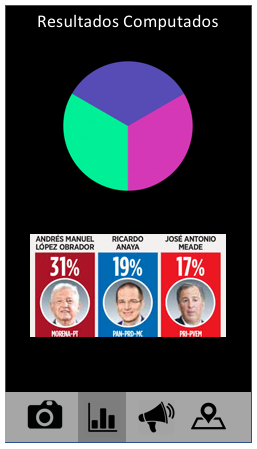 Resultados Computados
ANDRÉS MANUEL LÓPEZ OBRADOR
RICARDO ANAYA
JOSÉ ANTONIO MEADE
31%
19%
17%
MORENA-PT
PAN-PRD-MC
PRI-PVEM